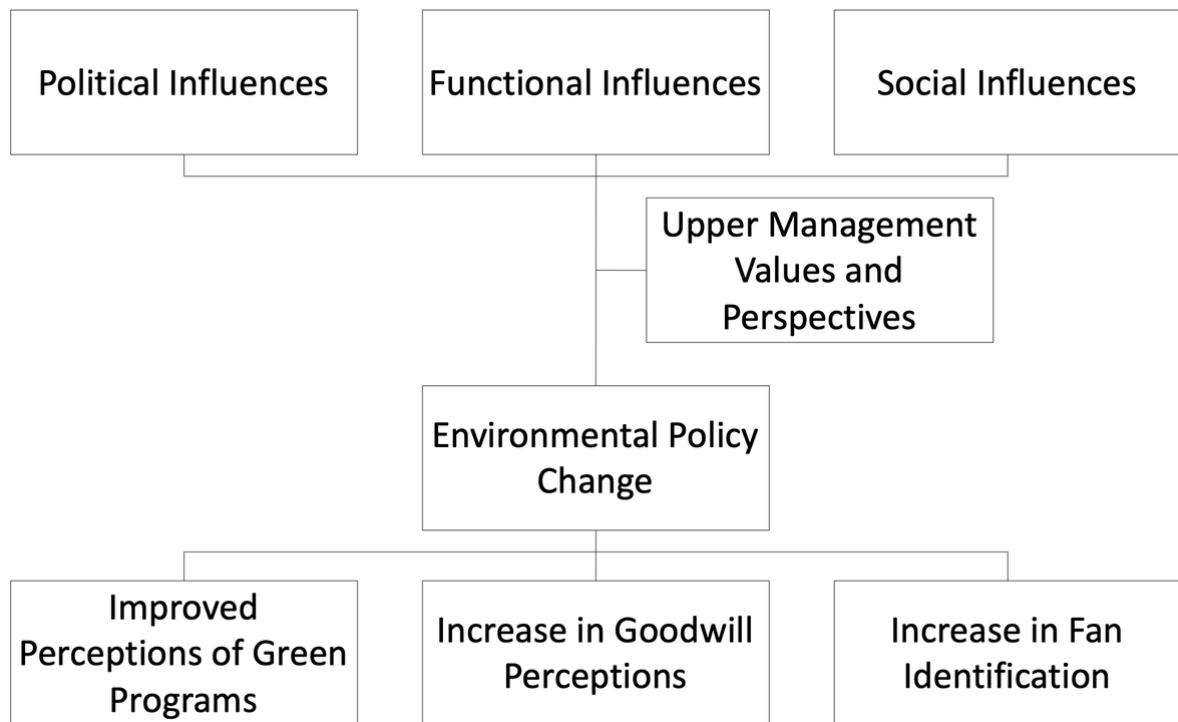 Political Influences
Functional Influences
Social Influences
Upper Management
Values and
Perspectives
Environmental Policy
Change
Improved
Perceptions of Green
Programs
Increase in Goodwill
Perceptions
Increase in Fan
Identification